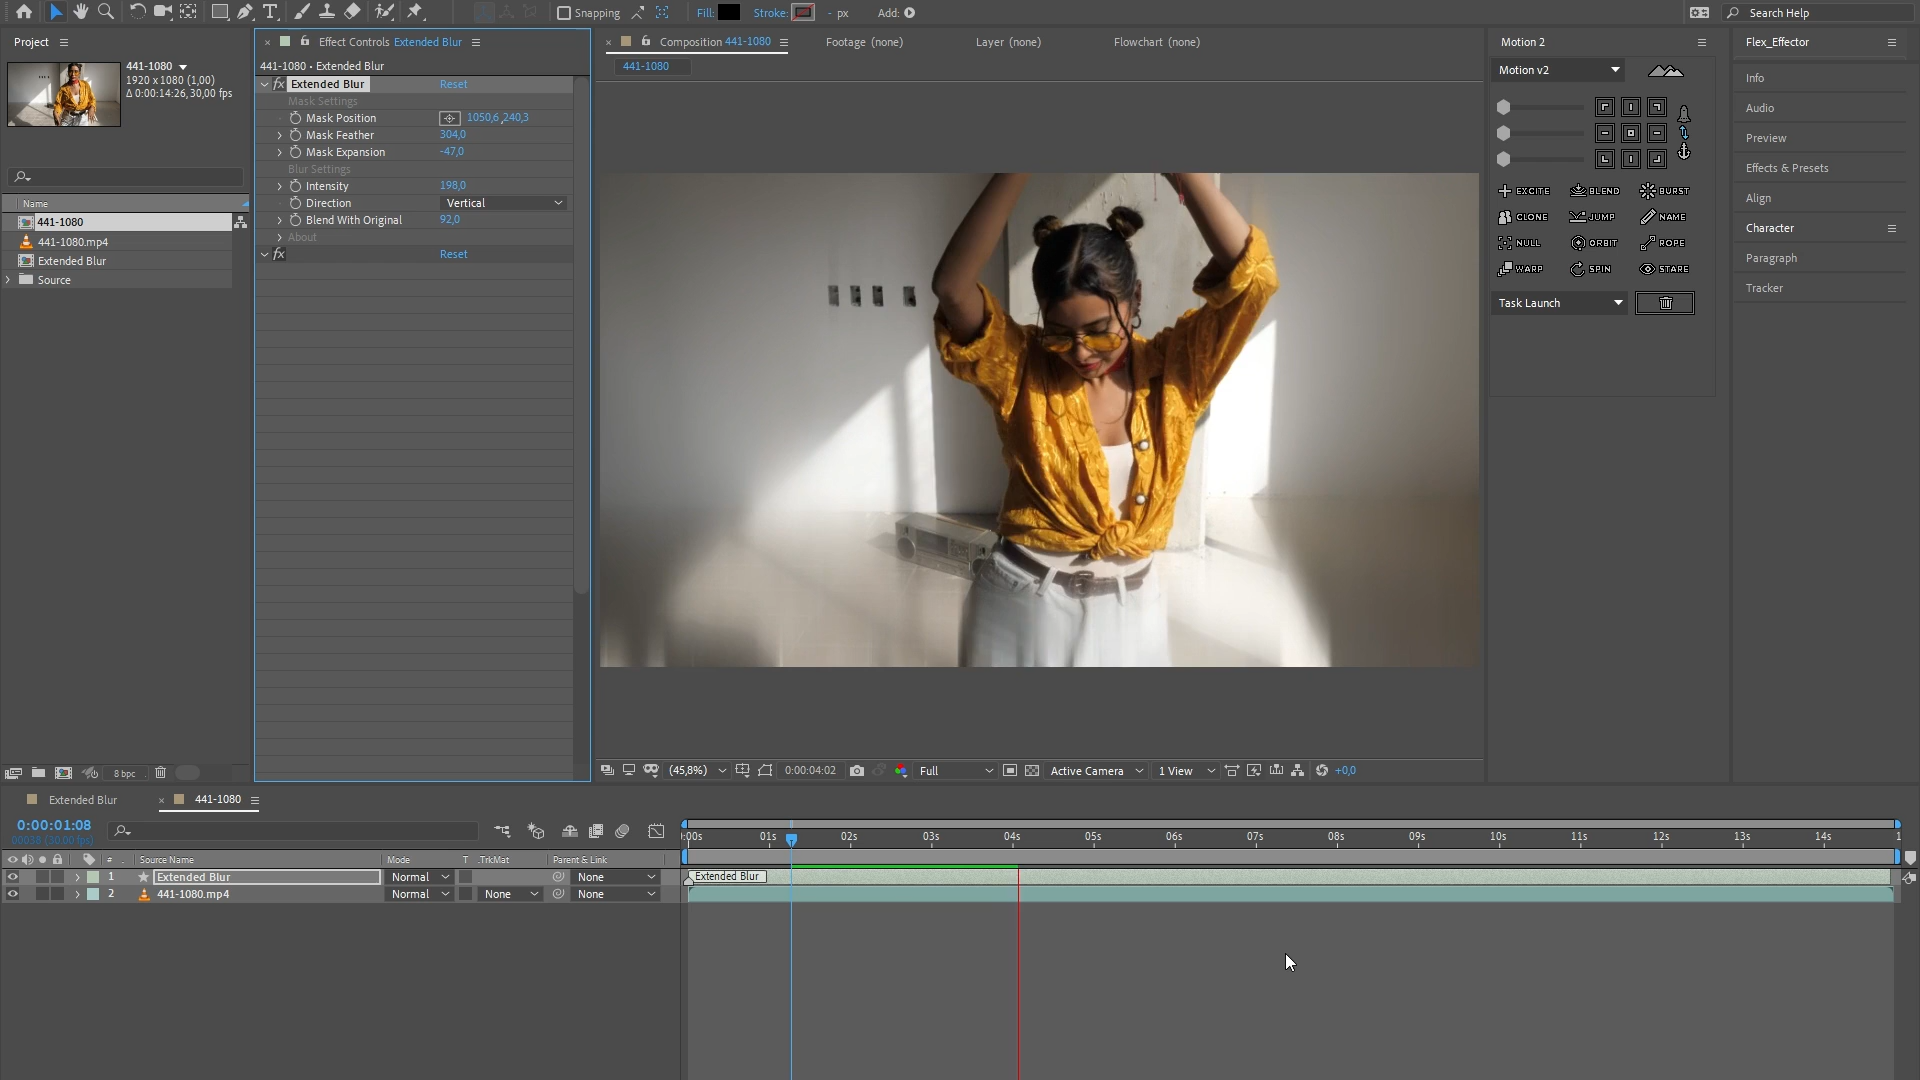 Snapping
Fill:
Stroke:
- px
Add:
Search Help
Project
441-1080
1920 x 1080 (1,00)
Δ 0:00:14:26, 30,00 fps)
Name
441-1080
441-1080.mp4
Extended Blur
Source
8 bpc
Effect Controls Extended Blur
441-1080 • Extended Blur
fx Extended Blur Reset
Mask Settings
Mask Position 1050,6 ,240,3
Mask Feather 304,0
Mask Expansion -47,0
Blur Settings
Intensity 198,0
Direction Vertical
Blend With Original 92,0
About
fx Reset
Composition 441-1080
Footage (none)
Layer (none)
Flowchart (none)
441-1080
(45,8%)
0:00:04:02
Full
Active Camera
1 View
+0,0
Motion 2
Motion v2
EXCITE BLEND BURST
CLONE JUMP NAME
NULL ORBIT ROPE
WARP SPIN STARE
Task Launch
Flex_Effector
Info
Audio
Preview
Effects & Presets
Align
Character
Paragraph
Tracker
Extended Blur
441-1080
0:00:01:08
00038 (30.00 fps)
# Source Name Mode T .TrkMat Parent & Link
1 Extended Blur Normal None
2 441-1080.mp4 Normal None None
:00s 01s 02s 03s 04s 05s 06s 07s 08s 09s 10s 11s 12s 13s 14s 1
Extended Blur